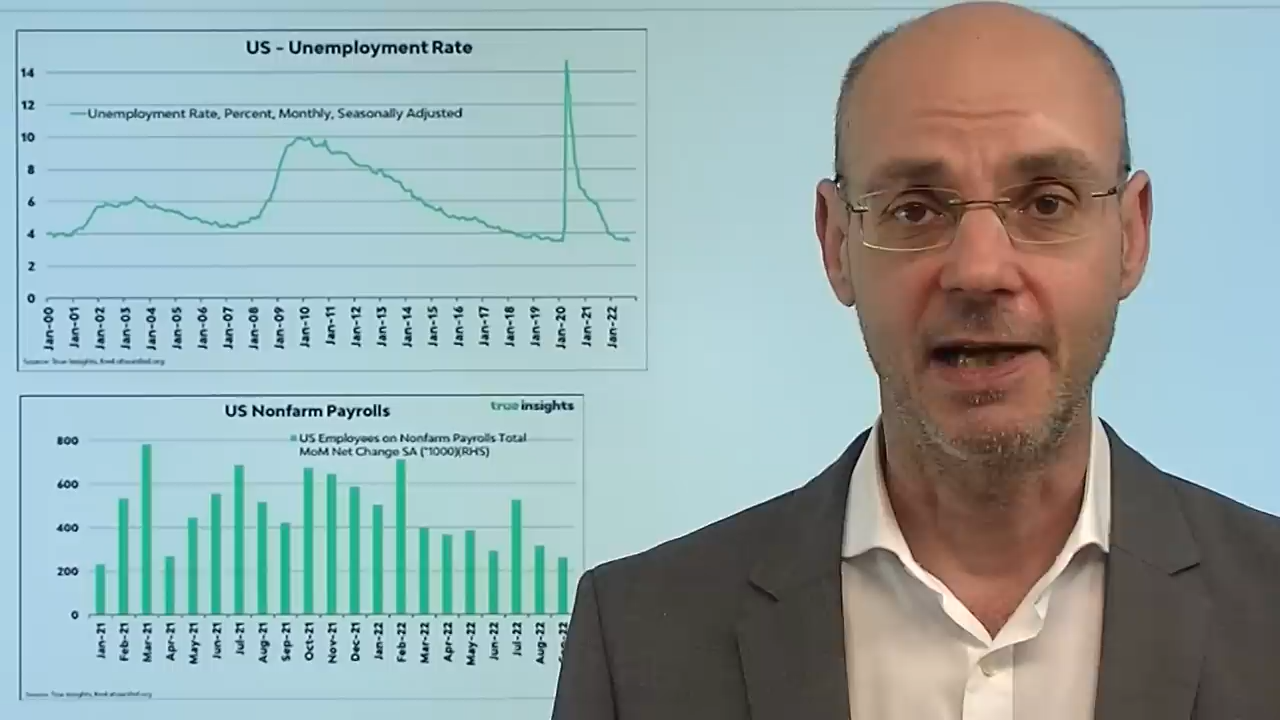 US - Unemployment Rate
14
Unemployment Rate, Percent, Monthly, Seasonally Adjusted
12
10
8
6
4
2
0
Jan-00
Jan-01
Jan-02
Jan-03
Jan-04
Jan-05
Jan-06
Jan-07
Jan-08
Jan-09
Jan-10
Jan-11
Jan-12
Jan-13
Jan-14
Jan-15
Jan-16
Jan-17
Jan-18
Jan-19
Jan-20
Jan-21
Jan-22
Source: True Insights,
US Nonfarm Payrolls
true insights
US Employees on Nonfarm Payrolls Total
MoM Net Change SA (*1000)(RHS)
800
600
400
200
0
Jan-21
Feb-21
Mar-21
Apr-21
May-21
Jun-21
Jul-21
Aug-21
Sep-21
Oct-21
Nov-21
Dec-21
Jan-22
Feb-22
Mar-22
Apr-22
May-22
Jun-22
Jul-22
Aug-22
Source: True Insights,